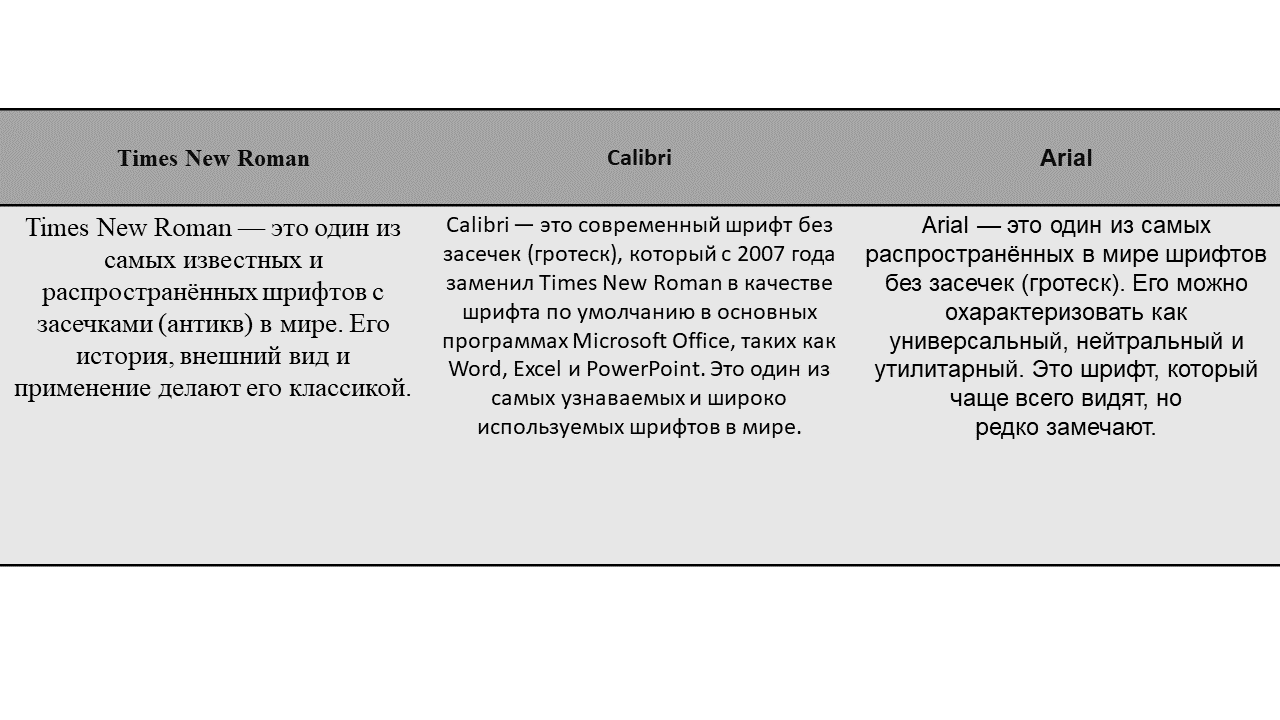 Times New Roman
Calibri
Arial
Times New Roman — это один из
самых известных и
распространённых шрифтов с
засечками (антикв) в мире. Его
история, внешний вид и
применение делают его классикой.
Calibri — это современный шрифт без
засечек (гротеск), который с 2007 года
заменил Times New Roman в качестве
шрифта по умолчанию в основных
программах Microsoft Office, таких как
Word, Excel и PowerPoint. Это один из
самых узнаваемых и широко
используемых шрифтов в мире.
Arial — это один из самых
распространённых в мире шрифтов
без засечек (гротеск). Его можно
охарактеризовать как
универсальный, нейтральный и
утилитарный. Это шрифт, который
чаще всего видят, но
редко замечают.